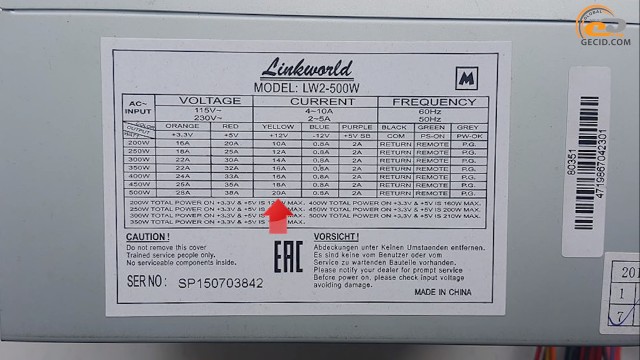 GLOBAL
GECID.COM
Linkworld
MODEL: LW2-500W
M
AC~ INPUT VOLTAGE 115V~ 230V~ CURRENT 4~10A 2~5A FREQUENCY 60Hz 50Hz
ORANGE RED YELLOW BLUE PURPLE BLACK GREEN GREY
+3.3V +5V +12V -12V +5V SB COM PS-ON PW-OK
200W 16A 20A 10A 0.8A 2A RETURN REMOTE P.G.
250W 18A 25A 12A 0.8A 2A RETURN REMOTE P.G.
300W 22A 30A 14A 0.8A 2A RETURN REMOTE P.G.
350W 22A 32A 16A 0.8A 2A RETURN REMOTE P.G.
400W 24A 33A 16A 0.8A 2A RETURN REMOTE P.G.
450W 26A 35A 18A 0.8A 2A RETURN REMOTE P.G.
500W 28A 38A 20A 0.8A 2A RETURN REMOTE P.G.
200W TOTAL POWER ON +3.3V & +5V IS MAX. 400W TOTAL POWER ON +3.3V & +5V IS 160W MAX.
250W TOTAL POWER ON +3.3V & +5V IS MAX. 450W TOTAL POWER ON +3.3V & +5V IS 200W MAX.
300W TOTAL POWER ON +3.3V & +5V IS MAX. 500W TOTAL POWER ON +3.3V & +5V IS 210W MAX.
350W TOTAL POWER ON +3.3V & +5V IS MAX.
CAUTION !
Do not remove this cover
Trained service people only.
No serviceable components inside.
SER NO: SP150703842
EAC
VORSICHT!
Abdeckungen unter Keinen Umstaenden entfernen.
Es sind keine vom Benutzer oder vom
Service zu wartenden Bauteile vorhanden.
Please notify your dealer for prompt service
Before power on, please check input voltage
avoiding damage.
MADE IN CHINA
80351
4719867042301
201
1
7